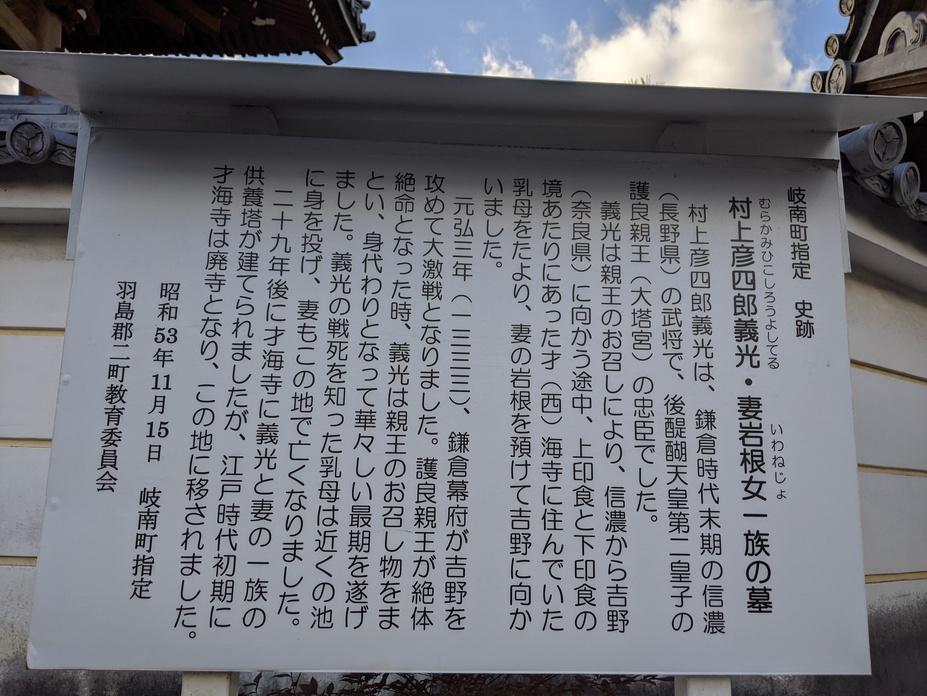 岐南町指定　史跡
むらかみひこしろうよしてる　いわねじょ
村上彦四郎義光・妻岩根女一族の墓
村上彦四郎義光は、鎌倉時代末期の信濃
（長野県）の武将で、後醍醐天皇第二皇子の
護良親王（大塔宮）の忠臣でした。
義光は親王のお召しにより、信濃から吉野
（奈良県）に向かう途中、上印食と下印食の
境あたりにあった才（西）海寺に住んでいた
乳母をたより、妻の岩根を預けて吉野に向か
いました。
元弘三年（一三三三）、鎌倉幕府が吉野を
攻めて大激戦となりました。護良親王が絶体
絶命となった時、義光は親王のお召し物をま
とい、身代わりとなって華々しい最期を遂げ
ました。義光の戦死を知った乳母は近くの池
に身を投げ、妻もこの地で亡くなりました。
二十九年後に才海寺に義光と妻の一族の
供養塔が建てられましたが、江戸時代初期に
才海寺は廃寺となり、この地に移されました。
昭和53年11月15日　岐南町指定
羽島郡二町教育委員会